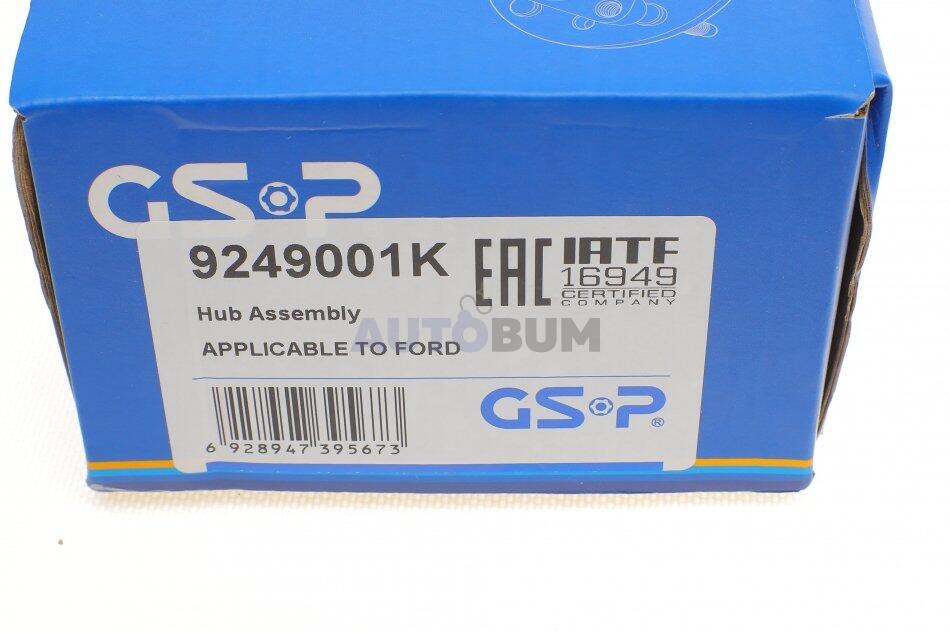 GSP
9249001K
EAC
IATF
16949
CERTIFIED
COMPANY
Hub Assembly
AUTOBUM
APPLICABLE TO FORD
GSP®
6 928947 395673